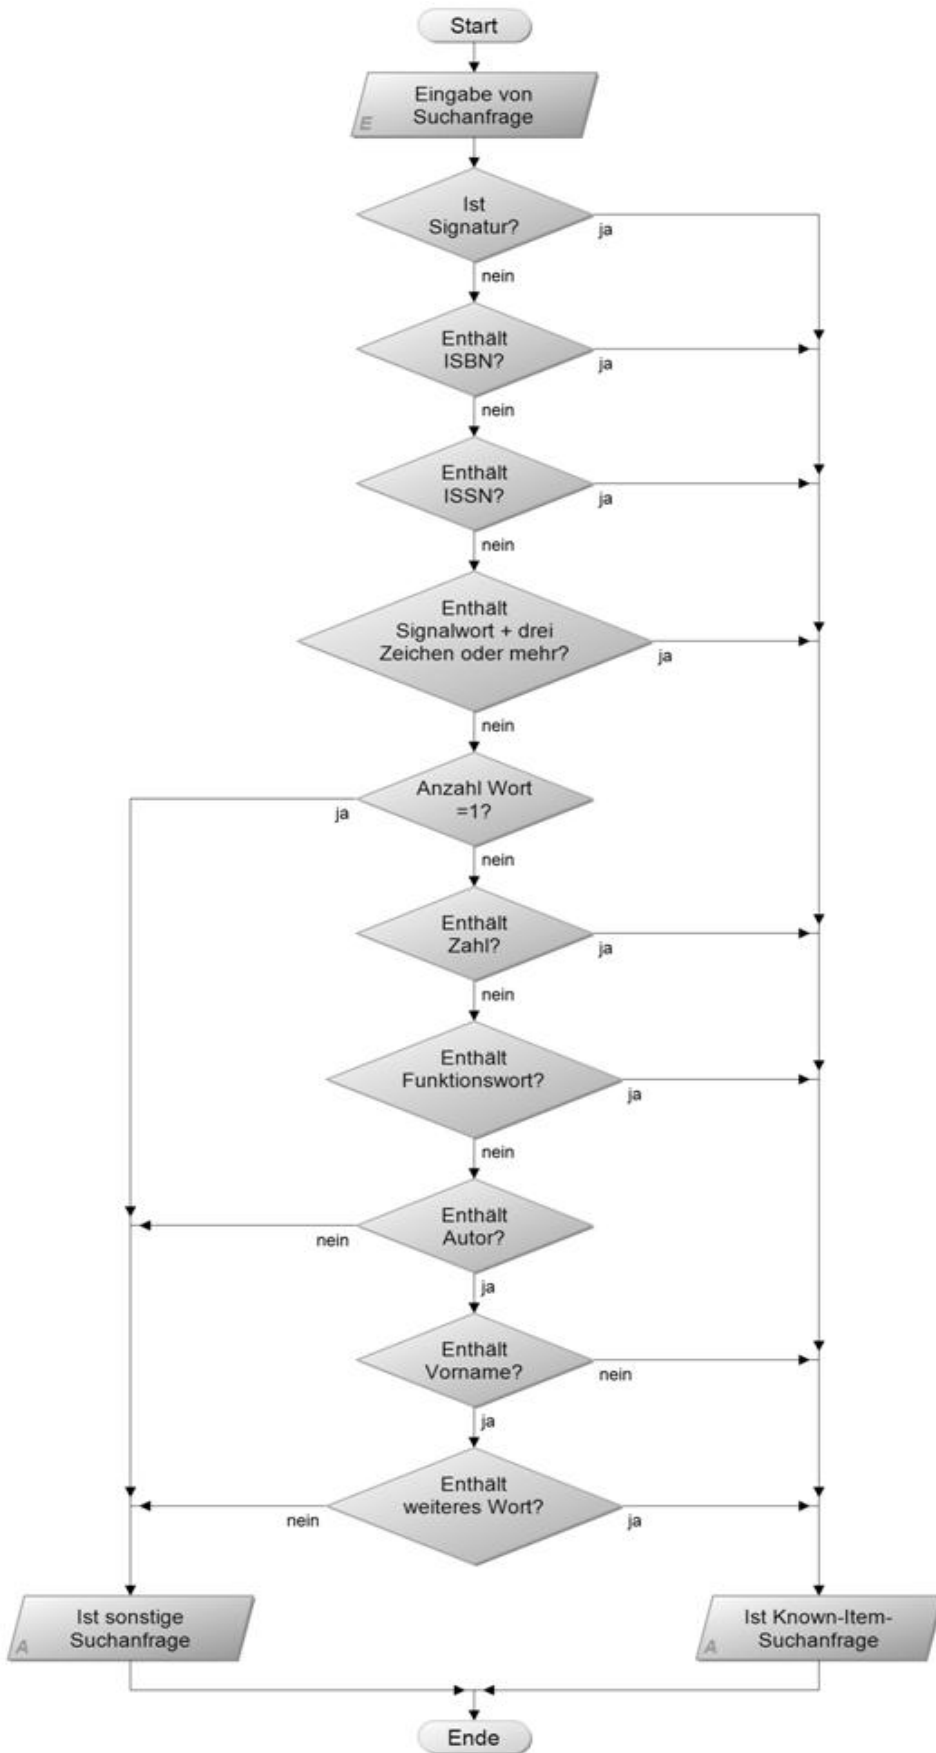 Start
Eingabe von
Suchanfrage
E
Ist
Signatur?
ja
nein
Enthält
ISBN?
ja
nein
Enthält
ISSN?
ja
nein
Enthält
Signalwort + drei
Zeichen oder mehr?
ja
nein
Anzahl Wort
=1?
ja
nein
Enthält
Zahl?
ja
nein
Enthält
Funktionswort?
ja
nein
Enthält
Autor?
nein
ja
Enthält
Vorname?
nein
ja
Enthält
weiteres Wort?
nein
ja
Ist sonstige
Suchanfrage
A
Ist Known-Item-
Suchanfrage
A
Ende